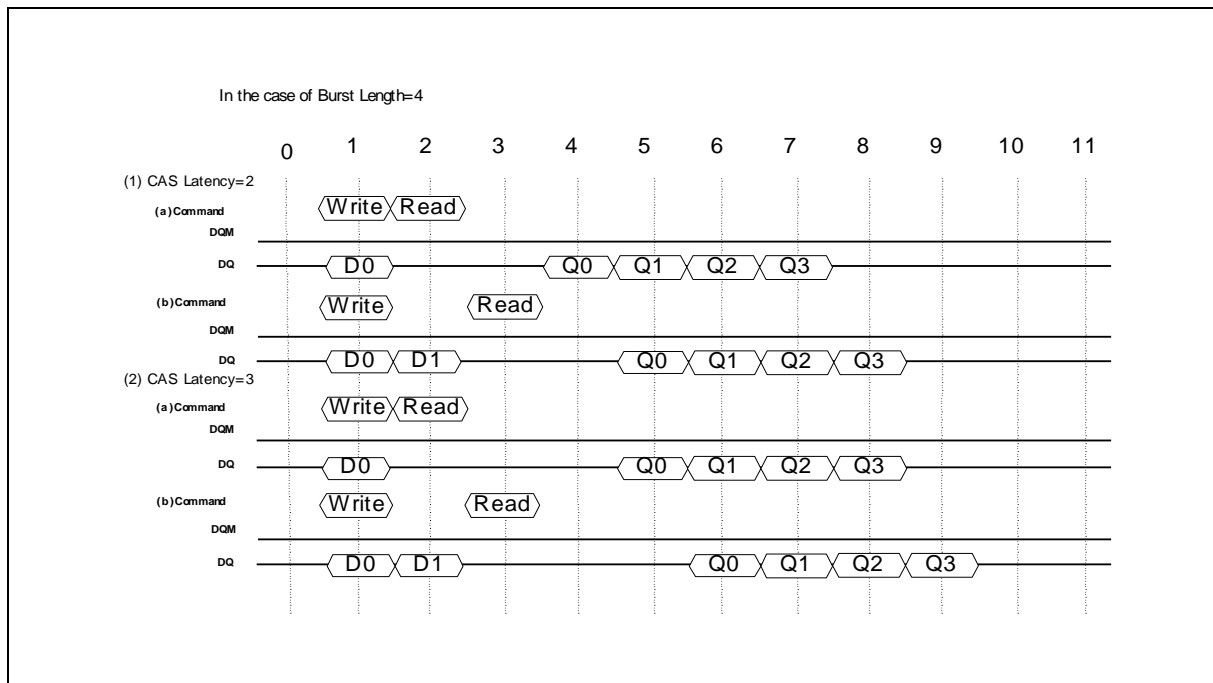 In the case of Burst Length=4
0 1 2 3 4 5 6 7 8 9 10 11
(1) CAS Latency=2
(a)Command Write Read
DQM
DQ D0 Q0 Q1 Q2 Q3
(b)Command Write Read
DQM
DQ D0 D1 Q0 Q1 Q2 Q3
(2) CAS Latency=3
(a)Command Write Read
DQM
DQ D0 Q0 Q1 Q2 Q3
(b)Command Write Read
DQM
DQ D0 D1 Q0 Q1 Q2 Q3